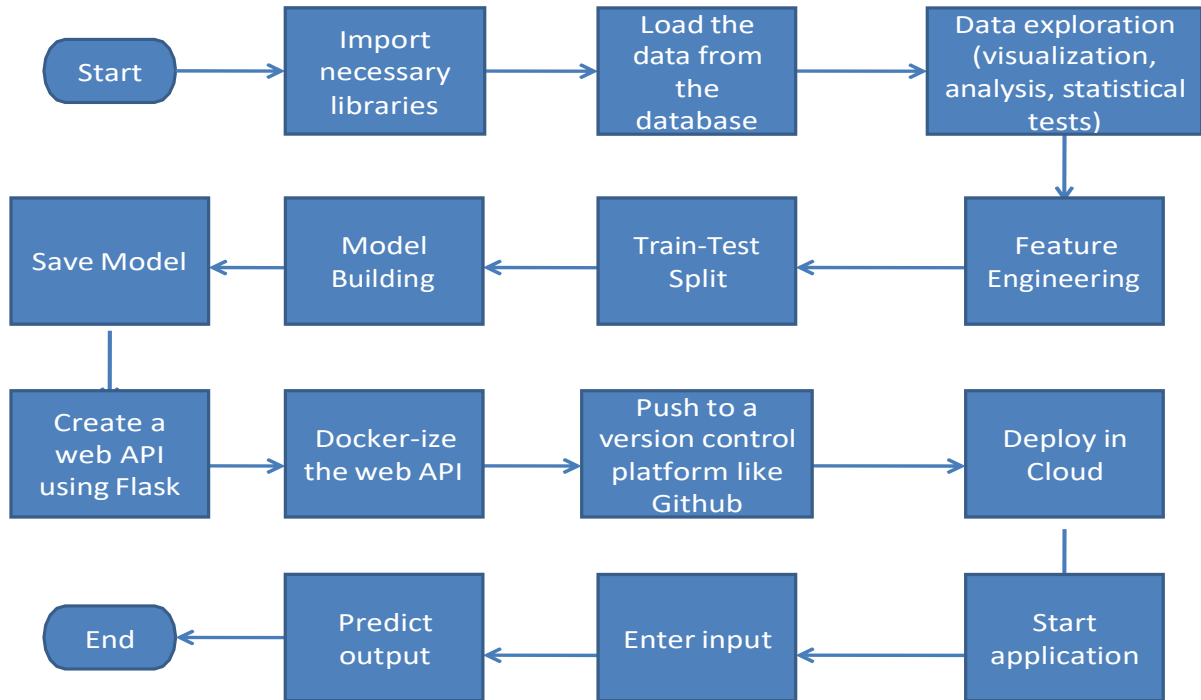 Start
Import
necessary
libraries
Load the
data from
the
database
Data exploration
(visualization,
analysis, statistical
tests)
Feature
Engineering
Train-Test
Split
Model
Building
Save Model
Create a
web API
using Flask
Docker-ize
the web API
Push to a
version control
platform like
Github
Deploy in
Cloud
Start
application
Enter input
Predict
output
End